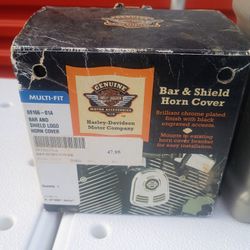 GENUINE
MOTOR ACCESSORIES
Harley-Davidson
Motor Company
MULTI-FIT
69166-81A
BAR AND
SHIELD LOGO
HORN COVER
47.95
Bar & Shield
Horn Cover
Brilliant chrome plated
finish with black
engraved accents.
Mounts to existing
horn cover bracket for
easy installation.